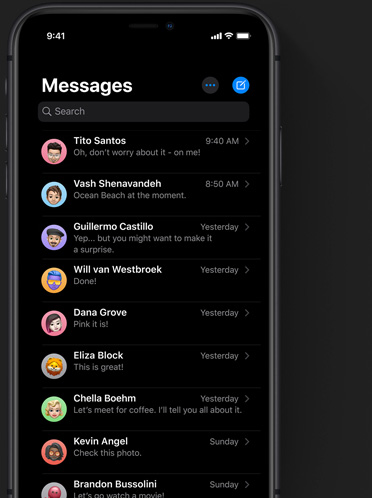 9:41
Messages
Search
Tito Santos
9:40 AM
Oh, don't worry about it - on me!
Vash Shenavandeh
8:50 AM
Ocean Beach at the moment.
Guillermo Castillo
Yesterday
Yep... but you might want to make it
a surprise.
Will van Westbroek
Yesterday
Done!
Dana Grove
Yesterday
Pink it is!
Eliza Block
Yesterday
This is great!
Chella Boehm
Yesterday
Let's meet for coffee. I'll tell you all about it.
Kevin Angel
Sunday
Check this photo.
Brandon Bussolini
Sunday
Let's go watch a movie!